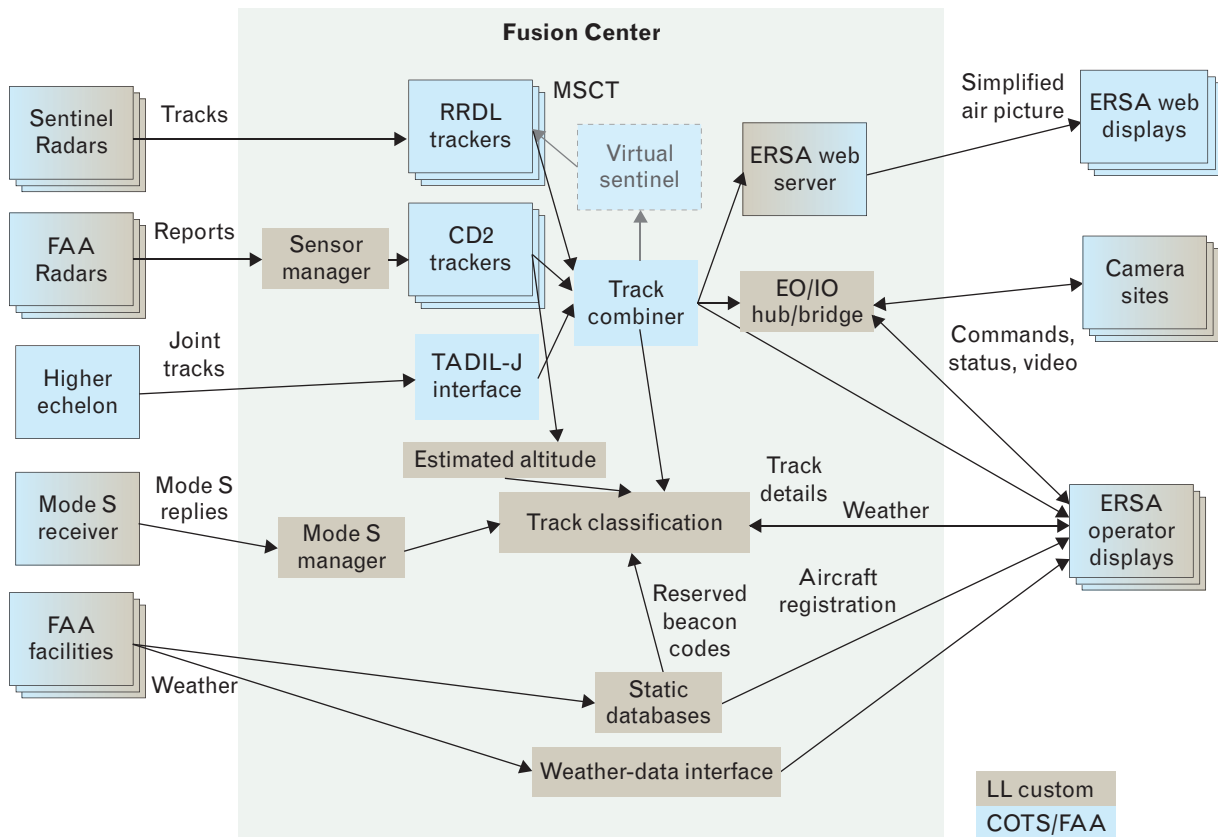 Fusion Center
Sentinel
Radars
Tracks
RRDL
trackers
MSCT
Virtual
sentinel
ERSA web
server
Simplified
air picture
ERSA web
displays
FAA
Radars
Reports
Sensor
manager
CD2
trackers
Track
combiner
EO/IO
hub/bridge
Camera
sites
Commands,
status, video
Higher
echelon
Joint
tracks
TADIL-J
interface
Estimated altitude
Mode S
receiver
Mode S
replies
Mode S
manager
Track classification
Track
details
Weather
ERSA
operator
displays
Reserved
beacon
codes
Aircraft
registration
FAA
facilities
Weather
Static
databases
Weather-data interface
LL custom
COTS/FAA